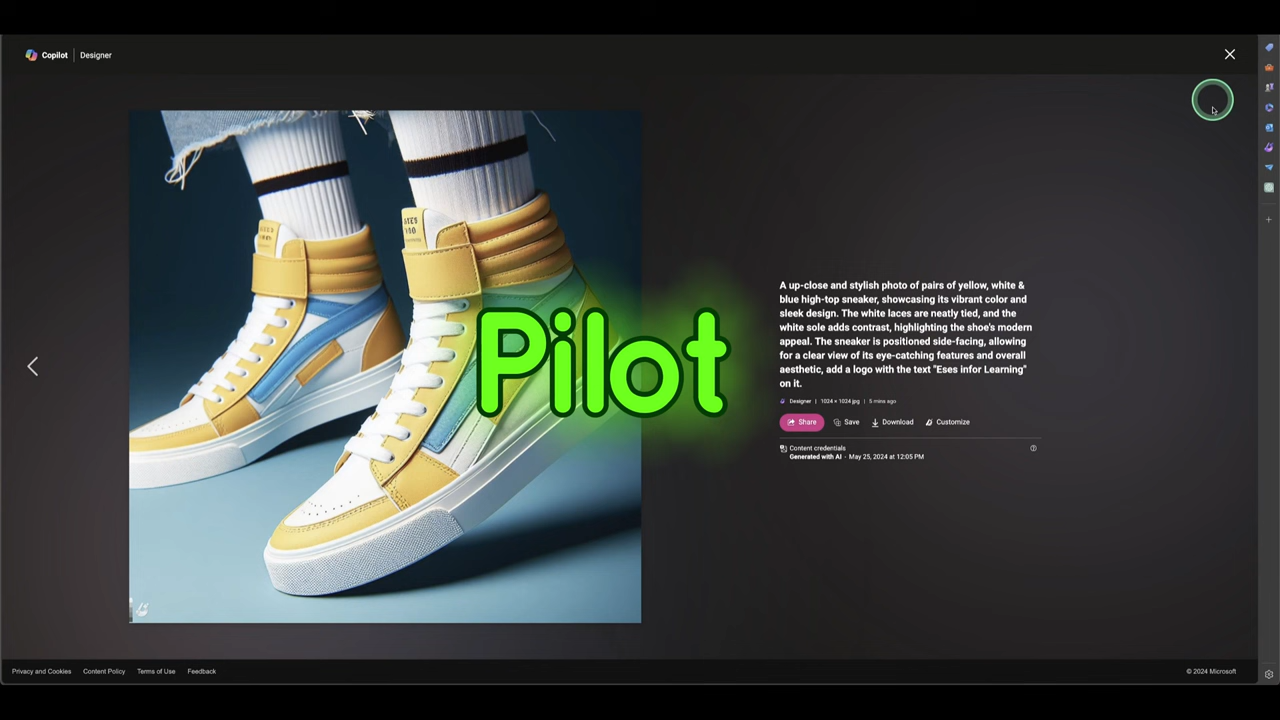 Copilot | Designer
Pilot
A up-close and stylish photo of pairs of yellow, white &
blue high-top sneaker, showcasing its vibrant color and
sleek design. The white laces are neatly tied, and the
white sole adds contrast, highlighting the shoe's modern
appeal. The sneaker is positioned side-facing, allowing
for a clear view of its eye-catching features and overall
aesthetic, add a logo with the text "Eses infor Learning"
on it.
Designer | 1024 × 1024 jpg | 5 mins ago
Share Save Download Customize
Content credentials
Generated with AI · May 25, 2024 at 12:05 PM
Privacy and Cookies Content Policy Terms of Use Feedback © 2024 Microsoft